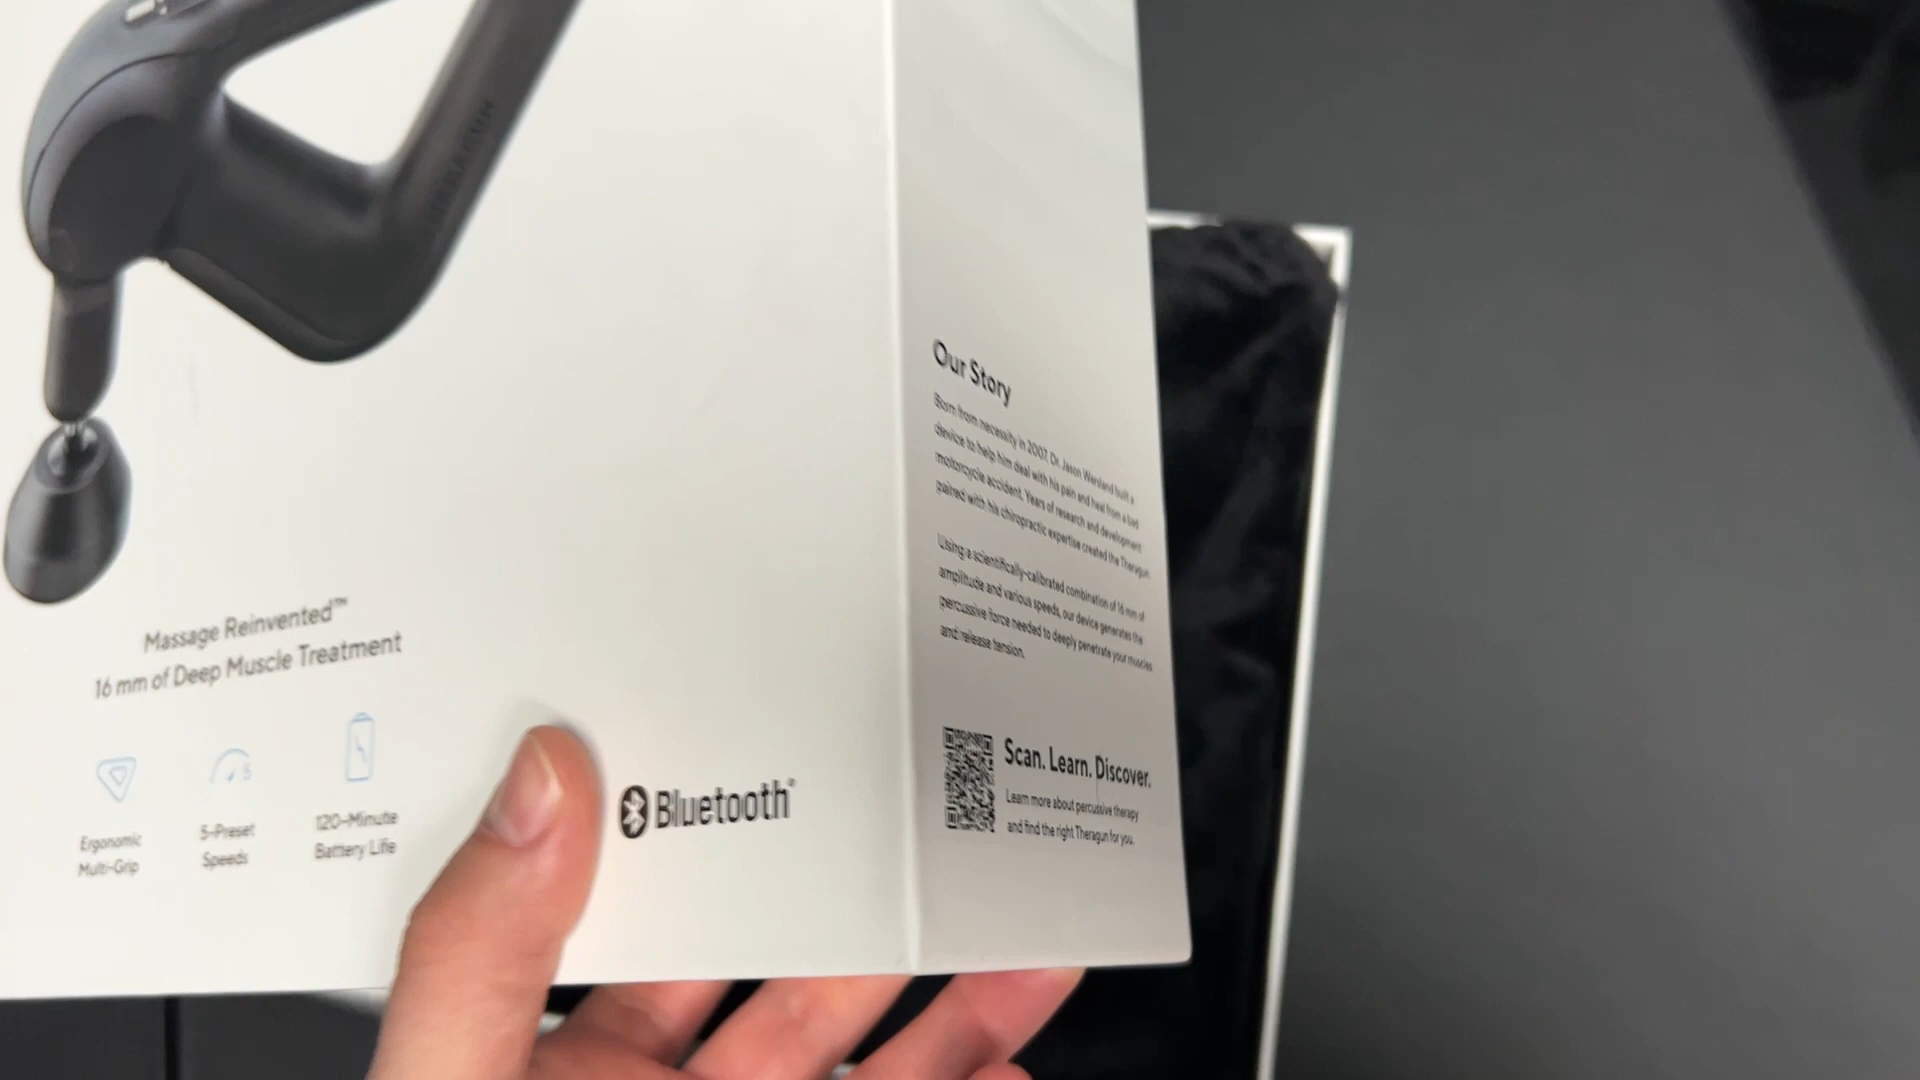 THERAGUN
Massage Reinvented™
16 mm of Deep Muscle Treatment
5
Ergonomic
Multi-Grip
5-Preset
Speeds
120-Minute
Battery Life
Bluetooth®
Our Story
Born from necessity in 2007, Dr. Jason Wersland built a
device to help him deal with his pain and heal from a bad
motorcycle accident. Years of research and development
paired with his chiropractic expertise created the Theragun.
Using a scientifically-calibrated combination of 16 mm of
amplitude and various speeds, our device generates the
percussive force needed to deeply penetrate your muscles
and release tension.
Scan. Learn. Discover.
Learn more about percussive therapy
and find the right Theragun for you.